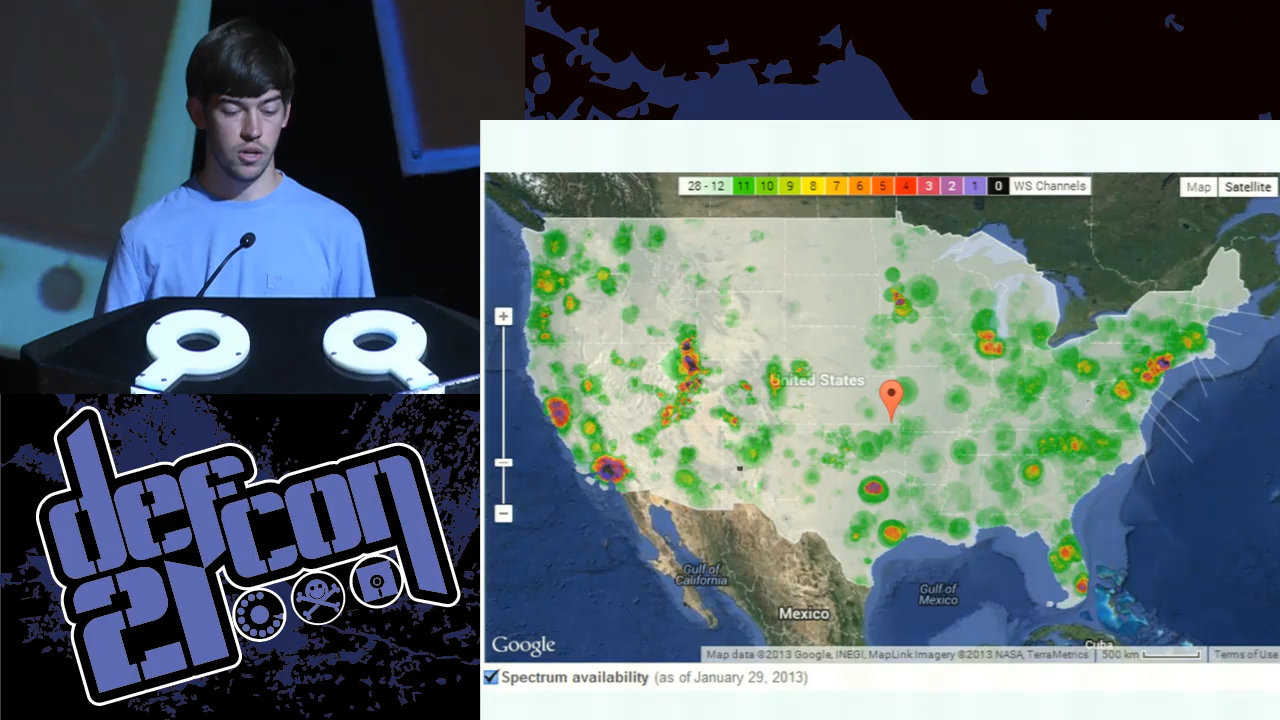 28 - 12 11 10 9 8 7 6 5 4 3 2 1 0 WS Channels
Map Satellite
United States
Gulf of
California
Gulf of
Mexico
Mexico
Cuba
Google
Map data ©2013 Google, INEGI, MapLink Imagery ©2013 NASA, TerraMetrics 500 km Terms of Use
Spectrum availability (as of January 29, 2013)
defcon
21